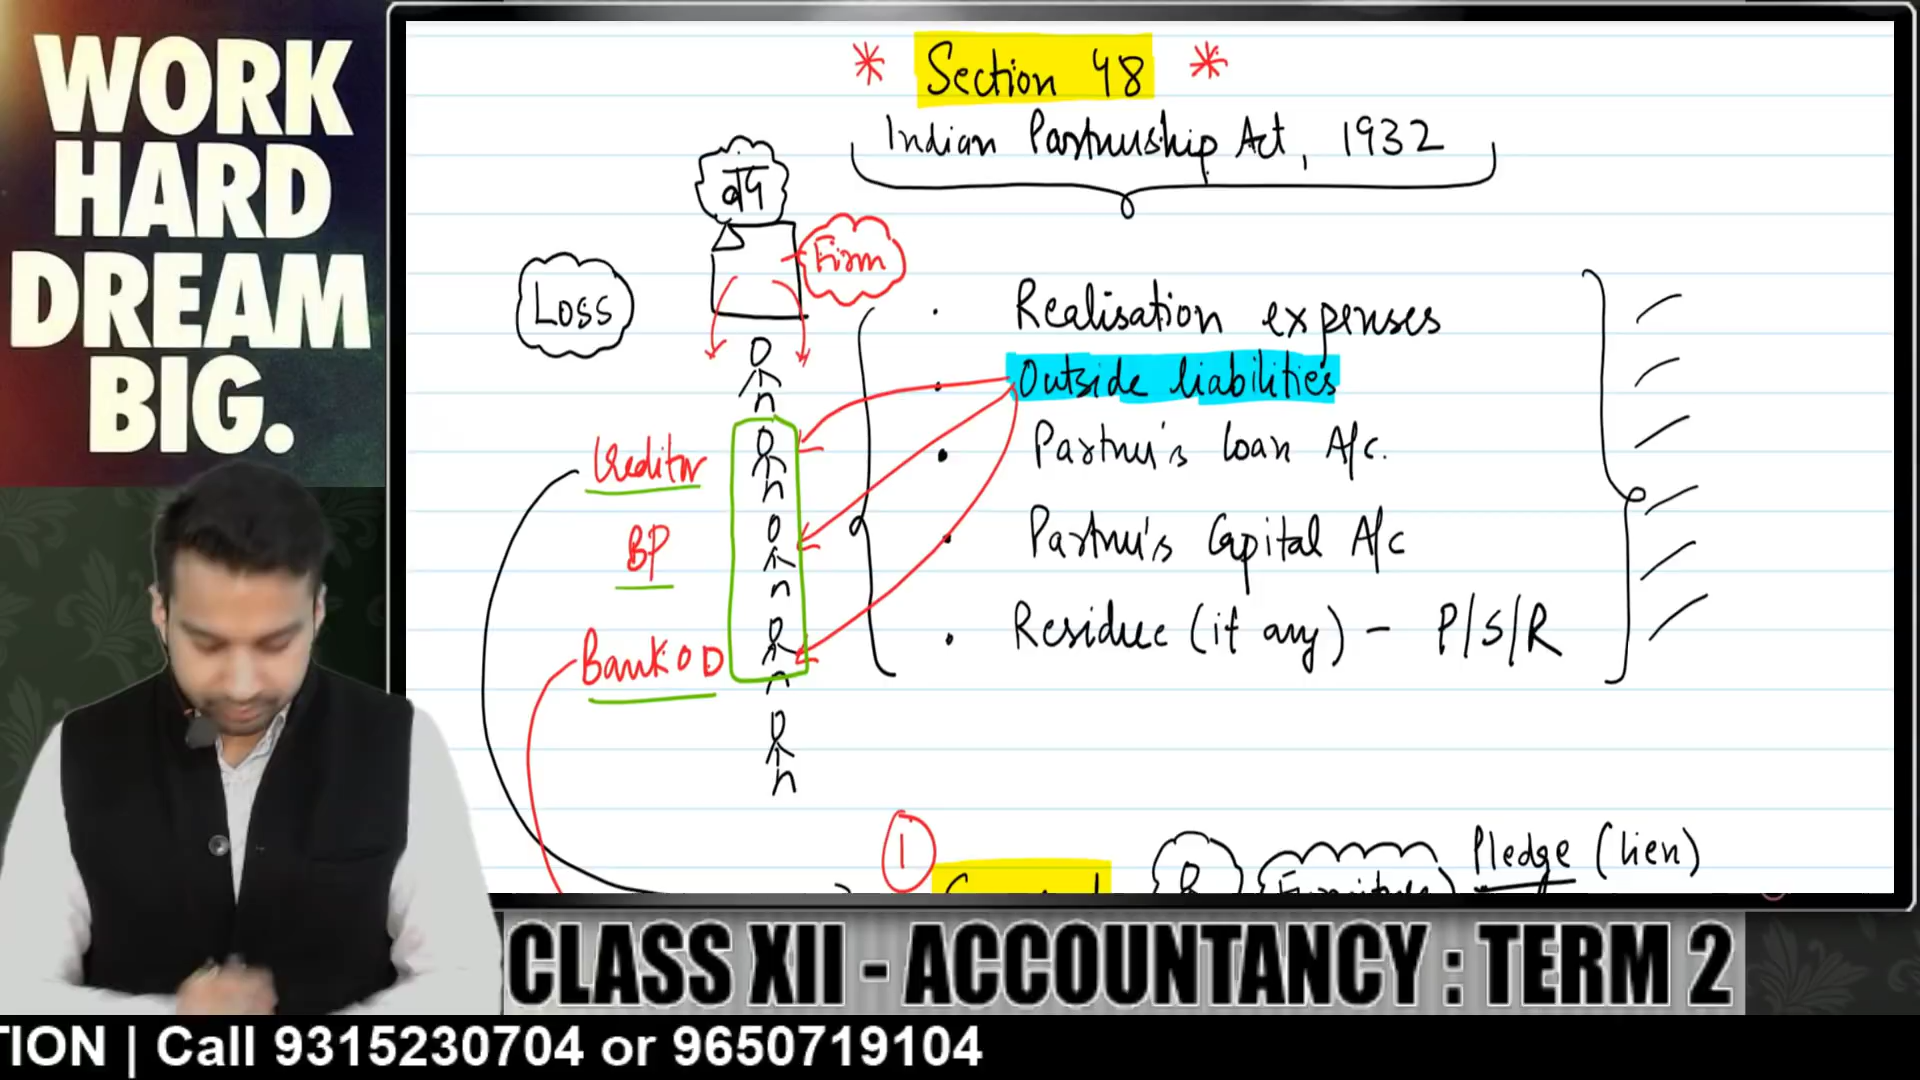 WORK
HARD
DREAM
BIG.
* Section 48 *
Indian Partnership Act, 1932
Firm
Loss
Realisation expenses
Outside liabilities
Partner's loan A/c.
Partner's Capital A/c
Residue (if any) - P/S/R
Creditor
BP
Bank OD
1
Pledge (lien)
CLASS XII - ACCOUNTANCY : TERM 2
TION | Call 9315230704 or 9650719104